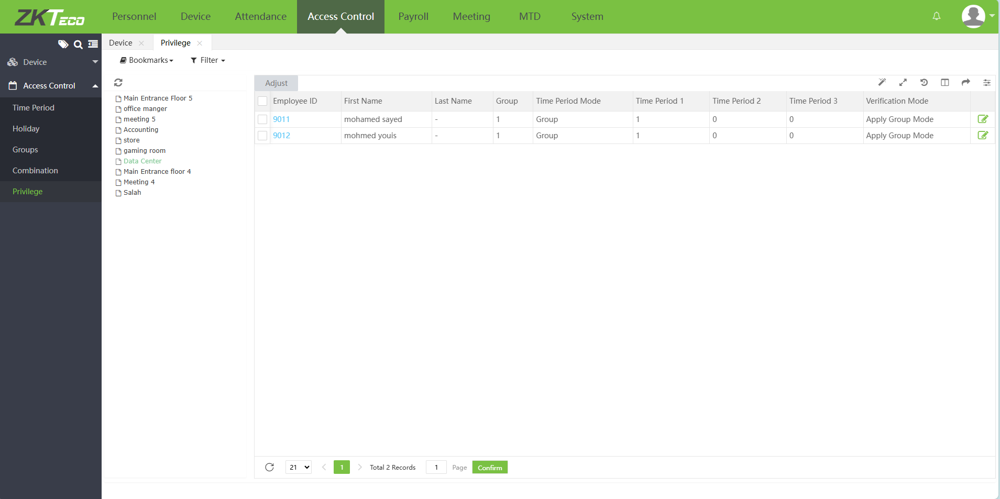 ZKTECO
Personnel Device Attendance Access Control Payroll Meeting MTD System
Device Privilege
Bookmarks Filter
Device
Access Control
Time Period
Holiday
Groups
Combination
Privilege
Main Entrance Floor 5
office manger
meeting 5
Accounting
store
gaming room
Data Center
Main Entrance floor 4
Meeting 4
Salah
Adjust
Employee ID First Name Last Name Group Time Period Mode Time Period 1 Time Period 2 Time Period 3 Verification Mode
9011 mohamed sayed - 1 Group 1 0 0 Apply Group Mode
9012 mohmed youis - 1 Group 1 0 0 Apply Group Mode
21 1 Total 2 Records 1 Page Confirm